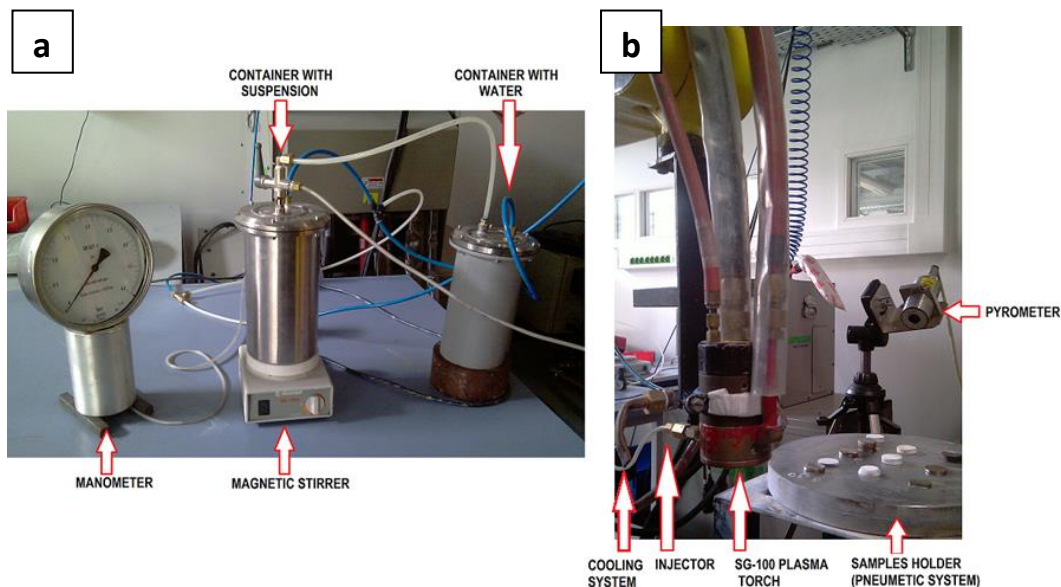 a
CONTAINER WITH
SUSPENSION
CONTAINER WITH
WATER
MANOMETER
MAGNETIC STIRRER
b
PYROMETER
COOLING
SYSTEM
INJECTOR
SG-100 PLASMA
TORCH
SAMPLES HOLDER
(PNEUMETIC SYSTEM)